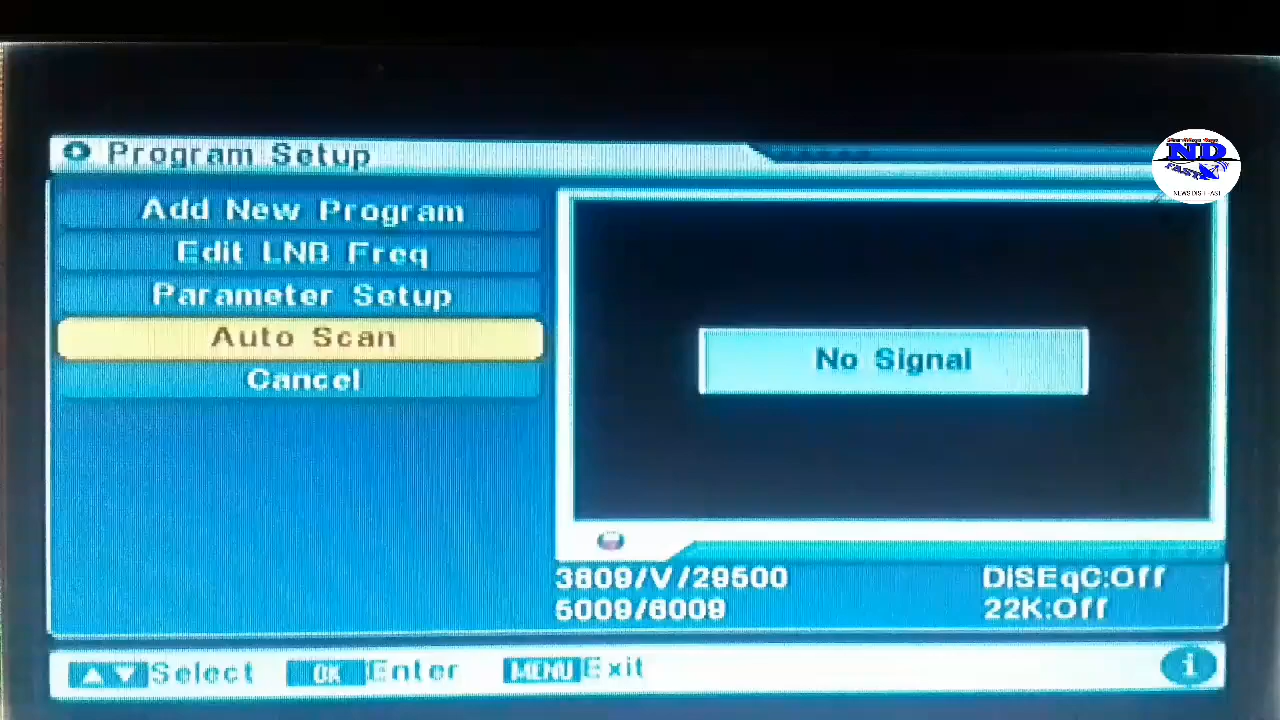 Program Setup
Add New Program
Edit LNB Freq
Parameter Setup
Auto Scan
Cancel
No Signal
3809/V/29500
DISEqC:Off
5009/6009
22K:Off
Select
OK Enter
MENU Exit
ND
FAST